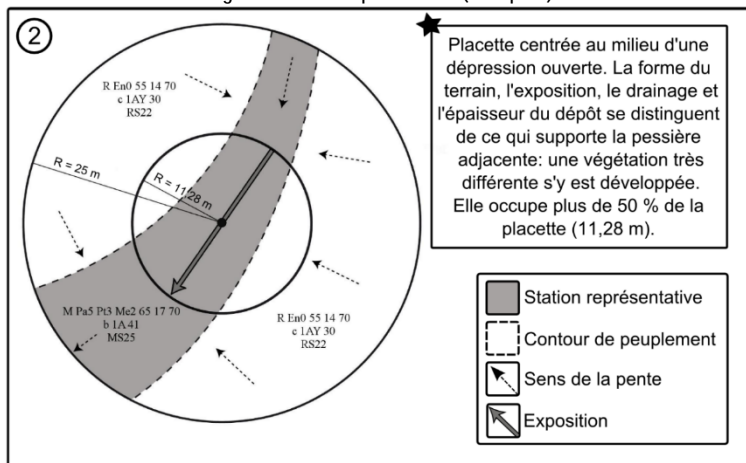 2
R En0 55 14 70
c 1AY 30
RS22
R = 25 m
R = 11,28 m
M Pa5 Pt3 Me2 65 17 70
b 1A 41
MS25
R En0 55 14 70
c 1AY 30
RS22
Placette centrée au milieu d'une
dépression ouverte. La forme du
terrain, l'exposition, le drainage et
l'épaisseur du dépôt se distinguent
de ce qui supporte la pessière
adjacente: une végétation très
différente s'y est développée.
Elle occupe plus de 50 % de la
placette (11,28 m).
Station représentative
Contour de peuplement
Sens de la pente
Exposition